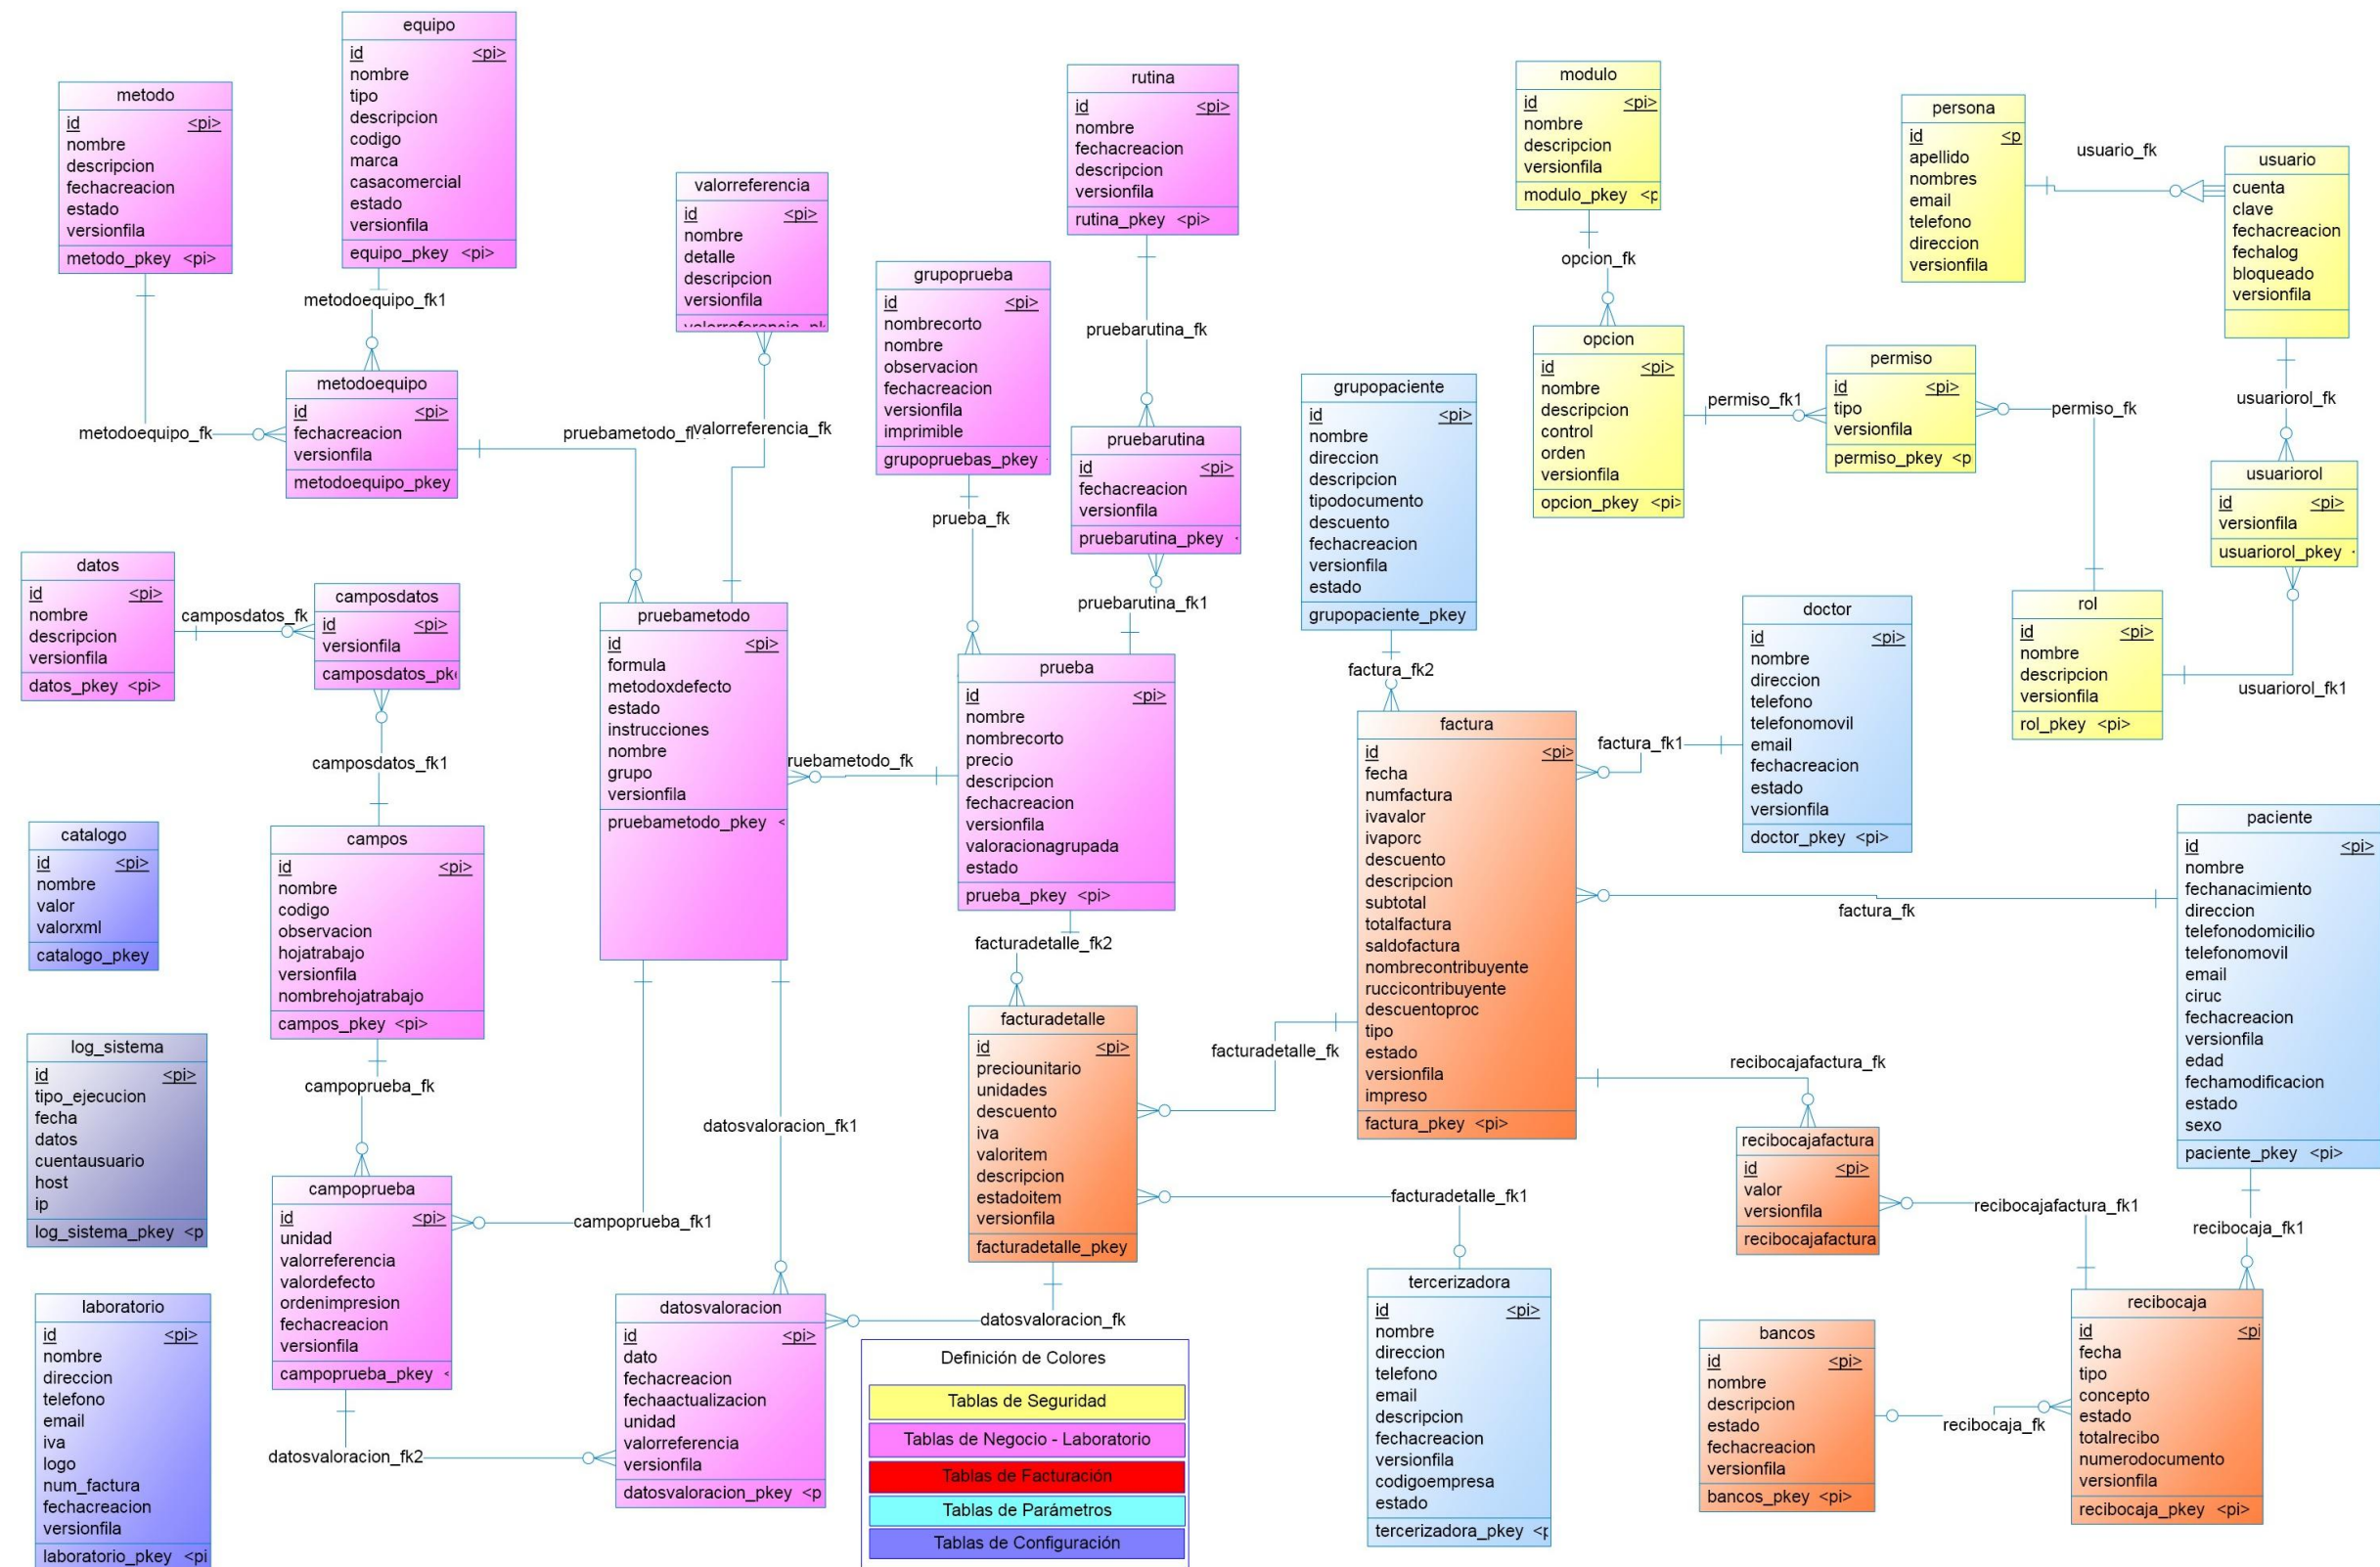 equipo
id <pi>
nombre
tipo
descripcion
codigo
marca
casacomercial
estado
versionfila
equipo_pkey <pi>
metodo
id <pi>
nombre
descripcion
fechacreacion
estado
versionfila
metodo_pkey <pi>
metodoequipo_fk1
metodoequipo_fk
metodoequipo
id <pi>
fechacreacion
versionfila
metodoequipo_pkey
valorreferencia
id <pi>
nombre
detalle
descripcion
versionfila
pruebametodo_f
valorreferencia_fk
grupoprueba
id <pi>
nombrecorto
nombre
observacion
fechacreacion
versionfila
imprimible
grupopruebas_pkey
prueba_fk
rutina
id <pi>
nombre
fechacreacion
descripcion
versionfila
rutina_pkey <pi>
pruebarutina_fk
pruebarutina
id <pi>
fechacreacion
versionfila
pruebarutina_pkey
pruebarutina_fk1
modulo
id <pi>
nombre
descripcion
versionfila
modulo_pkey <p
opcion_fk
opcion
id <pi>
nombre
descripcion
control
orden
versionfila
opcion_pkey <pi>
permiso_fk1
permiso
id <pi>
tipo
versionfila
permiso_pkey <p
permiso_fk
persona
id <p
apellido
nombres
email
telefono
direccion
versionfila
usuario_fk
usuario
cuenta
clave
fechacreacion
fechalog
bloqueado
versionfila
usuariorol_fk
usuariorol
id <pi>
versionfila
usuariorol_pkey
usuariorol_fk1
rol
id <pi>
nombre
descripcion
versionfila
rol_pkey <pi>
grupopaciente
id <pi>
nombre
direccion
descripcion
tipodocumento
descuento
fechacreacion
versionfila
estado
grupopaciente_pkey
factura_fk2
doctor
id <pi>
nombre
direccion
telefono
telefonomovil
email
fechacreacion
estado
versionfila
doctor_pkey <pi>
factura_fk1
datos
id <pi>
nombre
descripcion
versionfila
datos_pkey <pi>
camposdatos_fk
camposdatos
id <pi>
versionfila
camposdatos_pk
camposdatos_fk1
pruebametodo
id <pi>
formula
metodoxdefecto
estado
instrucciones
nombre
grupo
versionfila
pruebametodo_pkey <
ruebametodo_fk
prueba
id <pi>
nombre
nombrecorto
precio
descripcion
fechacreacion
versionfila
valoracionagrupada
estado
prueba_pkey <pi>
facturadetalle_fk2
factura
id <pi>
fecha
numfactura
ivavalor
ivaporc
descuento
descripcion
subtotal
totalfactura
saldofactura
nombrecontribuyente
ruccicontribuyente
descuentoproc
tipo
estado
versionfila
impreso
factura_pkey <pi>
factura_fk
paciente
id <pi>
nombre
fechanacimiento
direccion
telefonodomicilio
telefonomovil
email
ciruc
fechacreacion
versionfila
edad
fechamodificacion
estado
sexo
paciente_pkey <pi>
catalogo
id <pi>
nombre
valor
valorxml
catalogo_pkey
campos
id <pi>
nombre
codigo
observacion
hojatrabajo
versionfila
nombrehojatrabajo
campos_pkey <pi>
campoprueba_fk
log_sistema
id <pi>
tipo_ejecucion
fecha
datos
cuentausuario
host
ip
log_sistema_pkey <p
campoprueba
id <pi>
unidad
valorreferencia
valordefecto
ordenimpresion
fechacreacion
versionfila
campoprueba_pkey <
campoprueba_fk1
datosvaloracion_fk1
facturadetalle
id <pi>
preciounitario
unidades
descuento
iva
valoritem
descripcion
estadoitem
versionfila
facturadetalle_pkey
facturadetalle_fk
facturadetalle_fk1
recibocajafactura_fk
recibocajafactura
id <pi>
valor
versionfila
recibocajafactura
recibocajafactura_fk1
recibocaja_fk1
laboratorio
id <pi>
nombre
direccion
telefono
email
iva
logo
num_factura
fechacreacion
versionfila
laboratorio_pkey <pi
datosvaloracion_fk2
datosvaloracion
id <pi>
dato
fechacreacion
fechaactualizacion
unidad
valorreferencia
versionfila
datosvaloracion_pkey <p
datosvaloracion_fk
Definición de Colores
Tablas de Seguridad
Tablas de Negocio - Laboratorio
Tablas de Facturación
Tablas de Parámetros
Tablas de Configuración
tercerizadora
id <pi>
nombre
direccion
telefono
email
descripcion
fechacreacion
versionfila
codigoempresa
estado
tercerizadora_pkey <p
bancos
id <pi>
nombre
descripcion
estado
fechacreacion
versionfila
bancos_pkey <pi>
recibocaja_fk
recibocaja
id <pi
fecha
tipo
concepto
estado
totalrecibo
numerodocumento
versionfila
recibocaja_pkey <pi>